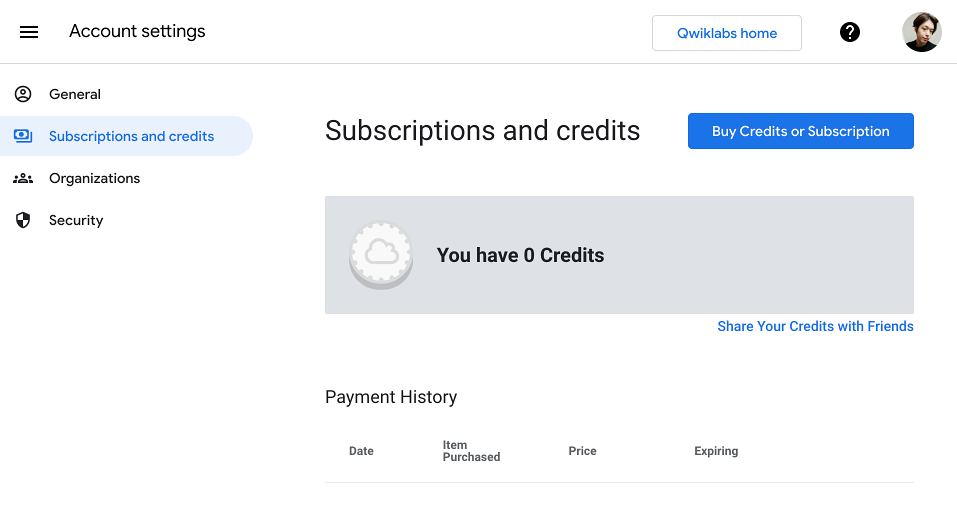 Account settings
Qwiklabs home
General
Subscriptions and credits
Organizations
Security
Subscriptions and credits
Buy Credits or Subscription
You have 0 Credits
Share Your Credits with Friends
Payment History
Date
Item
Purchased
Price
Expiring